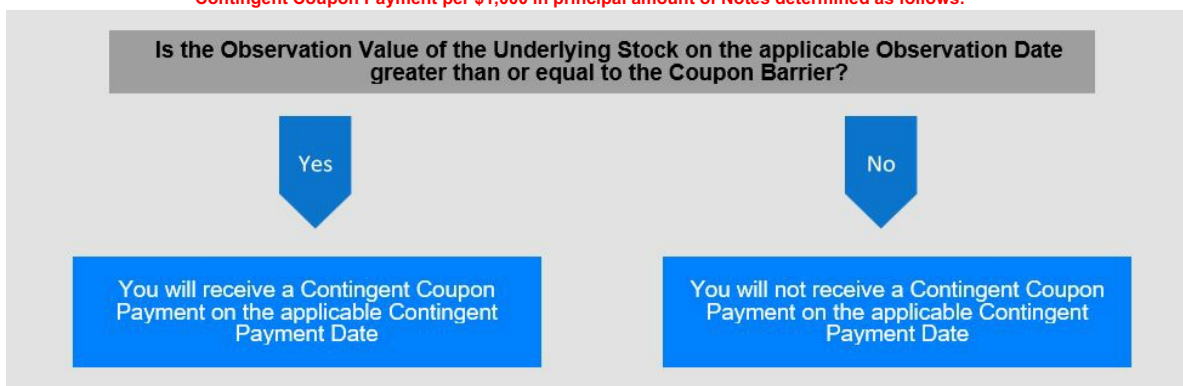 Contingent Coupon Payment per $1,000 in principal amount of Notes determined as follows:
Is the Observation Value of the Underlying Stock on the applicable Observation Date
greater than or equal to the Coupon Barrier?
Yes
No
You will receive a Contingent Coupon
Payment on the applicable Contingent
Payment Date
You will not receive a Contingent Coupon
Payment on the applicable Contingent
Payment Date